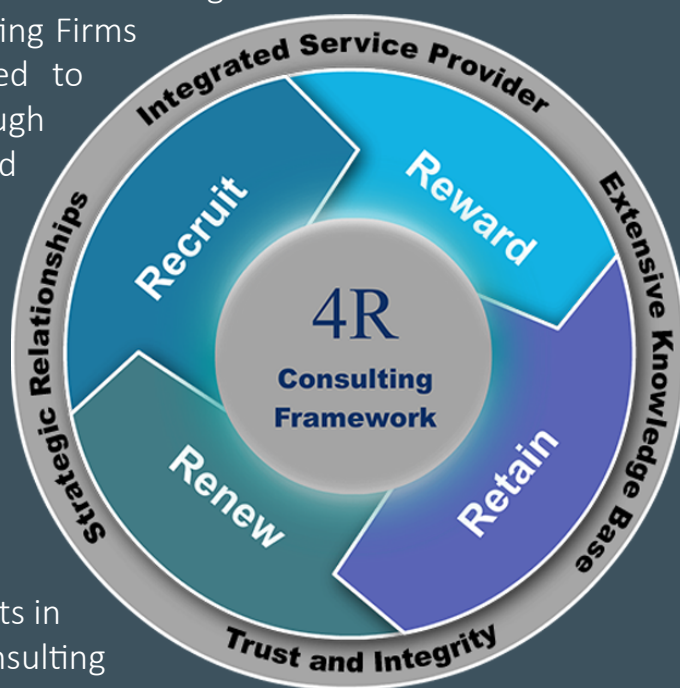 ing Firms
ed to
ugh
d
Integrated Service Provider
Extensive Knowledge Base
Trust and Integrity
Strategic Relationships
Recruit
Reward
Retain
Renew
4R
Consulting
Framework
ts in
nsulting